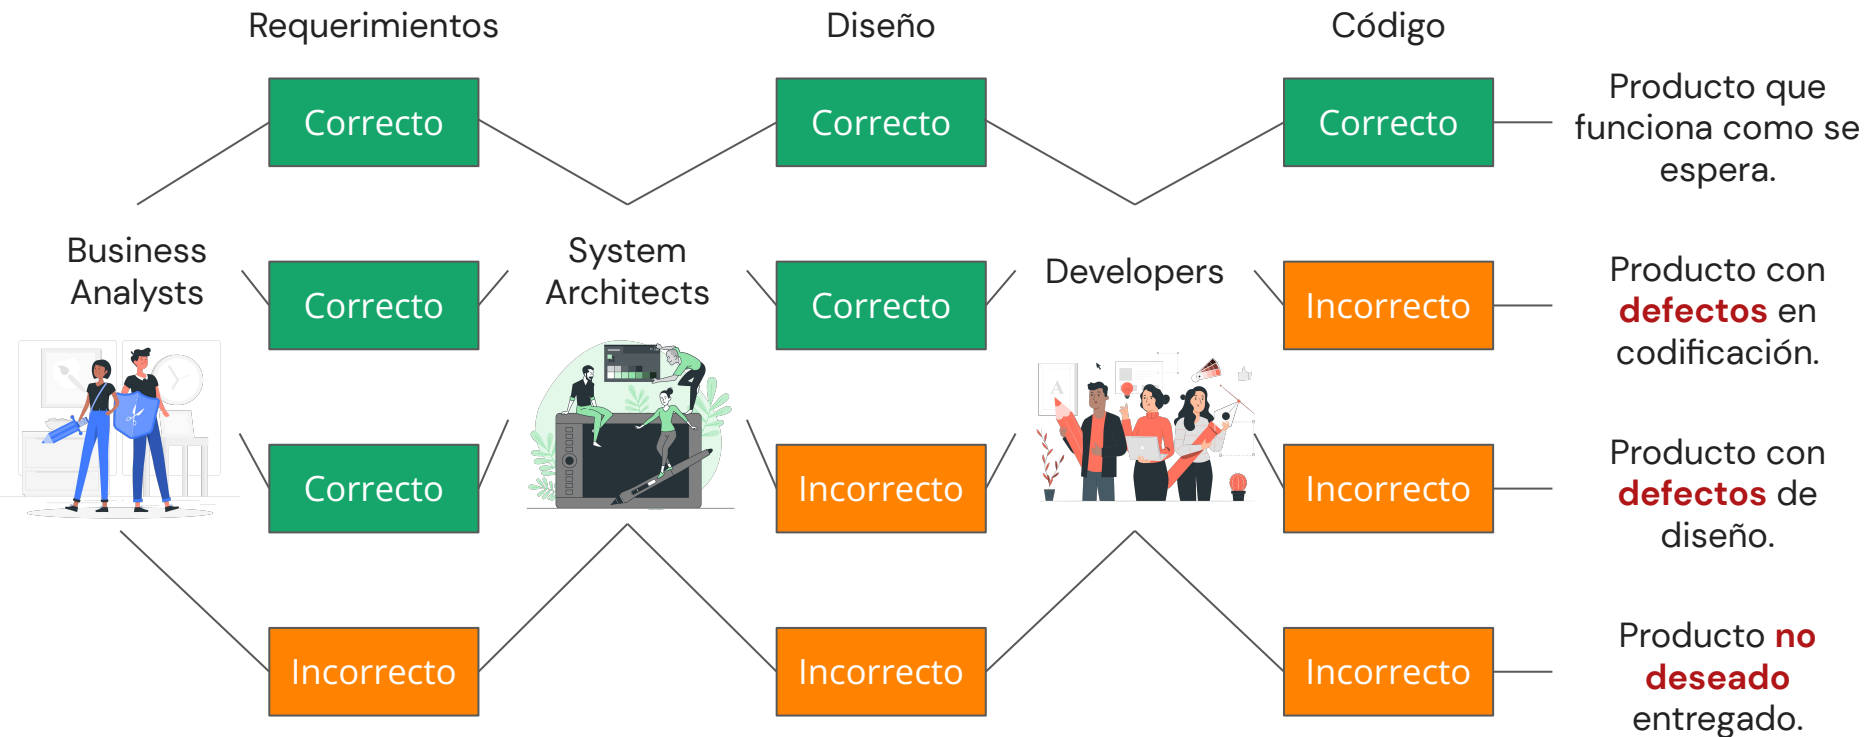 Requerimientos
Diseño
Código
Correcto
Correcto
Correcto
Producto que
funciona como se
espera.
Business
Analysts
System
Architects
Developers
Correcto
Correcto
Incorrecto
Producto con
defectos en
codificación.
A
Correcto
Incorrecto
Incorrecto
Producto con
defectos de
diseño.
Incorrecto
Incorrecto
Incorrecto
Producto no
deseado
entregado.